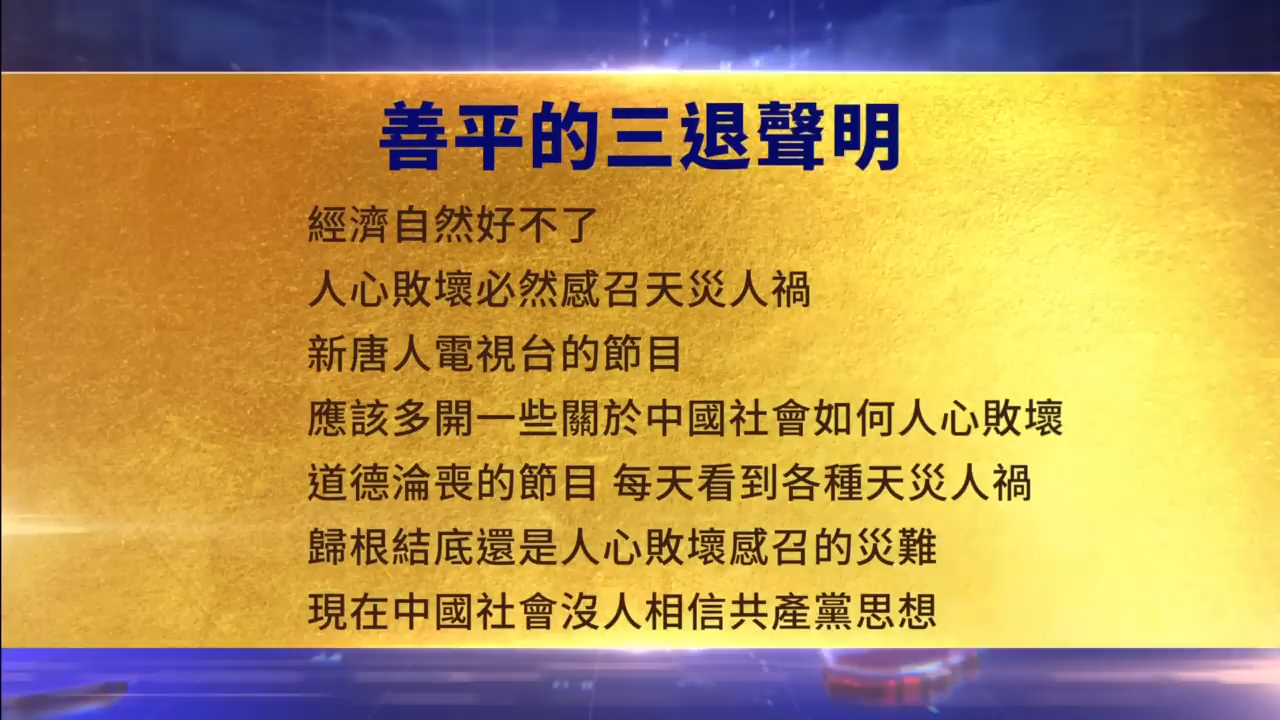 善平的三退聲明
經濟自然好不了
人心敗壞必然感召天災人禍
新唐人電視台的節目
應該多開一些關於中國社會如何人心敗壞
道德淪喪的節目 每天看到各種天災人禍
歸根結底還是人心敗壞感召的災難
現在中國社會沒人相信共產黨思想